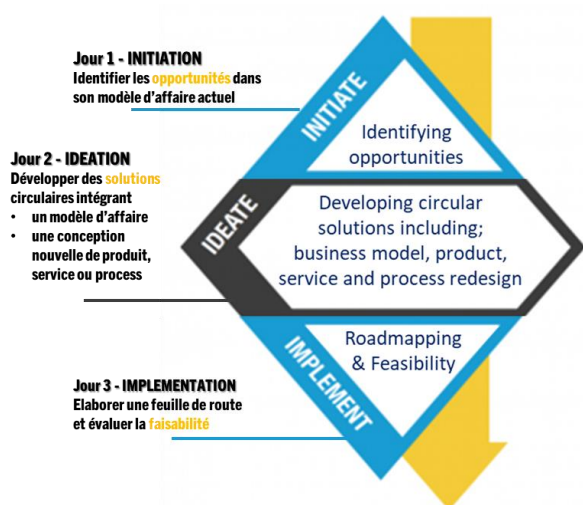 Jour 1 - INITIATION
Identifier les opportunités dans
son modèle d'affaire actuel
INITIATE
Identifying
opportunities
Jour 2 - IDEATION
Développer des solutions
circulaires intégrant
• un modèle d'affaire
• une conception
nouvelle de produit,
service ou process
IDEATE
Developing circular
solutions including;
business model, product,
service and process redesign
Jour 3 - IMPLEMENTATION
Elaborer une feuille de route
et évaluer la faisabilité
IMPLEMENT
Roadmapping
& Feasibility